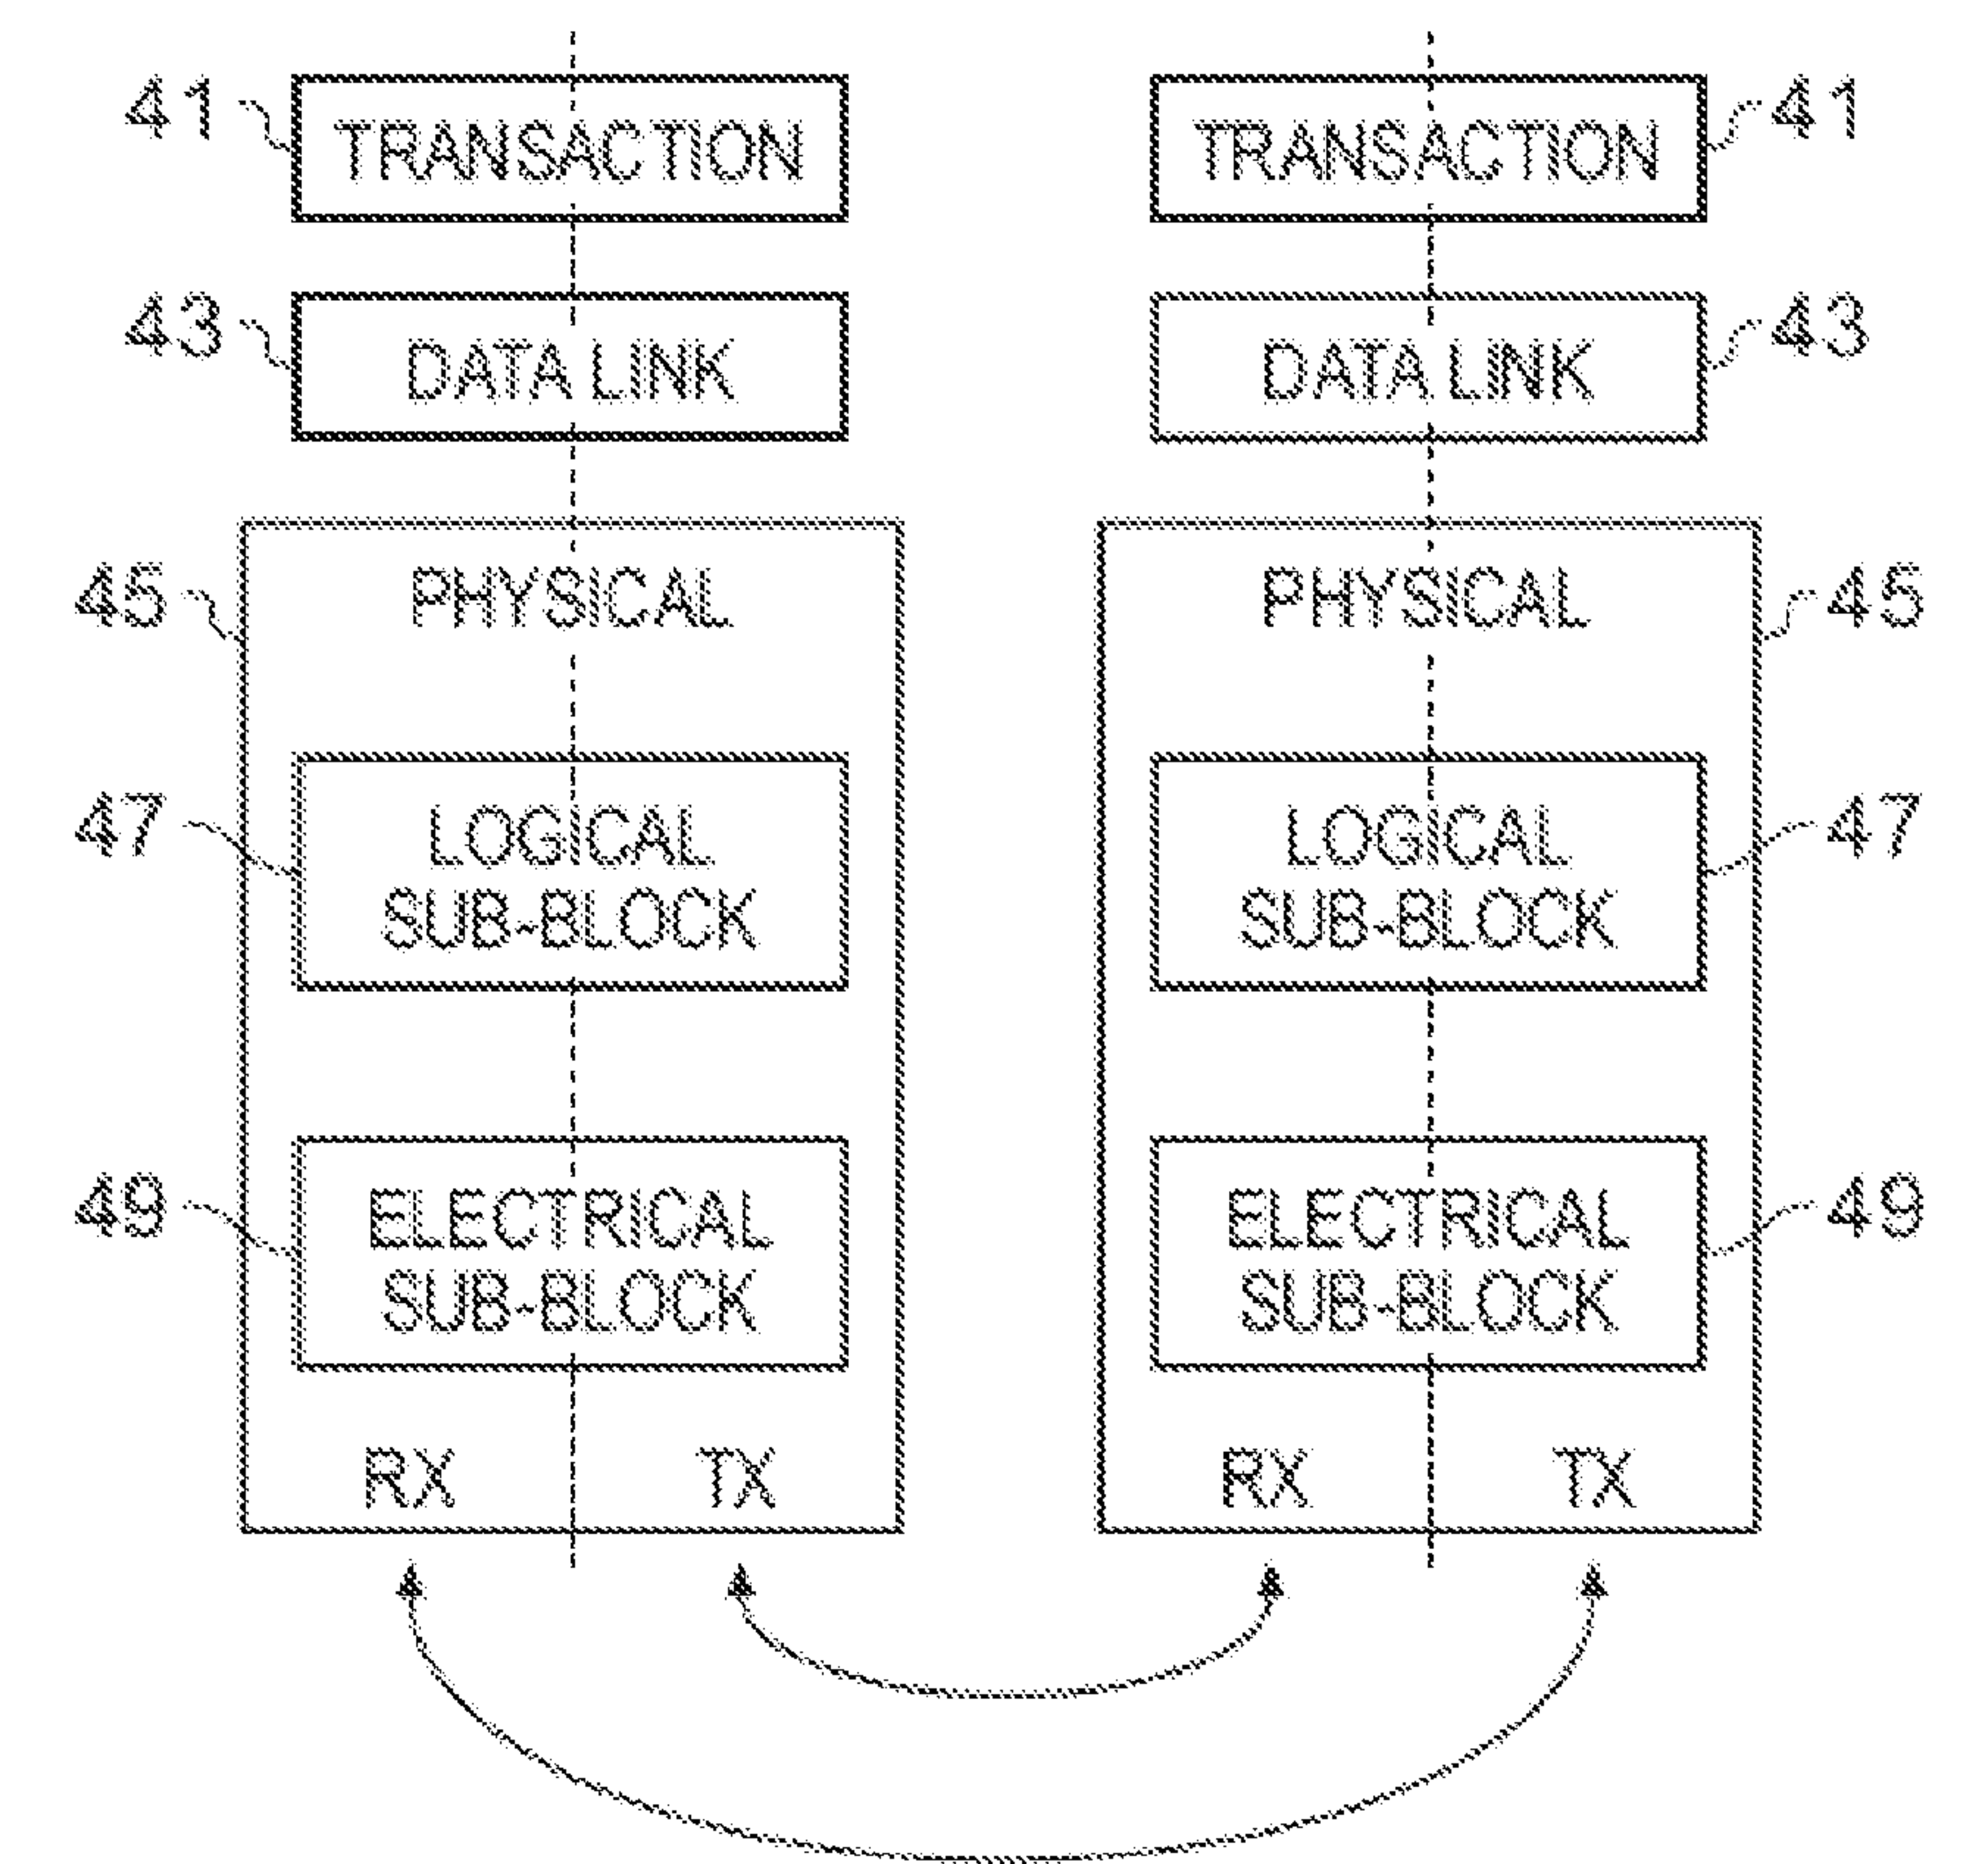 41 TRANSACTION TRANSACTION 41
43 DATA LINK DATA LINK 43
45 PHYSICAL PHYSICAL 45
47 LOGICAL LOGICAL 47
SUB-BLOCK SUB-BLOCK
49 ELECTRICAL ELECTRICAL 49
SUB-BLOCK SUB-BLOCK
RX TX RX TX